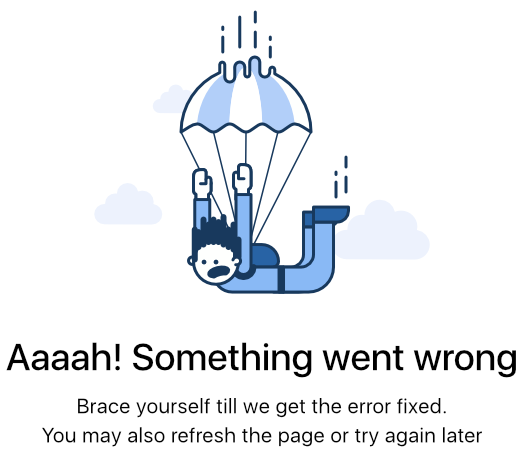 Aaaah! Something went wrong
Brace yourself till we get the error fixed.
You may also refresh the page or try again later